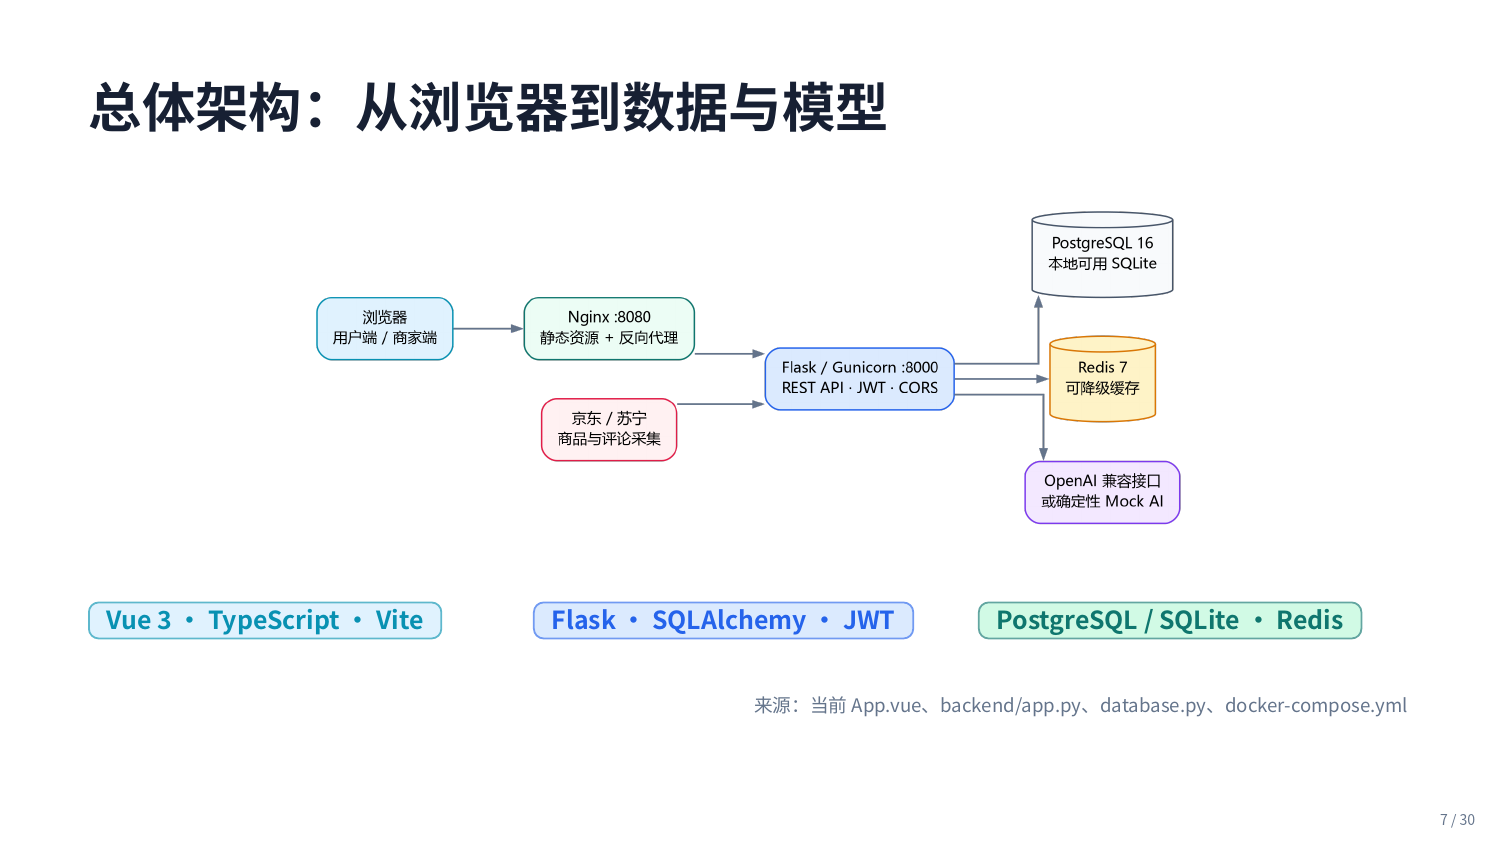 总体架构：从浏览器到数据与模型
浏览器
用户端 / 商家端
Nginx :8080
静态资源 + 反向代理
京东 / 苏宁
商品与评论采集
Flask / Gunicorn :8000
REST API · JWT · CORS
PostgreSQL 16
本地可用 SQLite
Redis 7
可降级缓存
OpenAI 兼容接口
或确定性 Mock AI
Vue 3 · TypeScript · Vite
Flask · SQLAlchemy · JWT
PostgreSQL / SQLite · Redis
来源：当前 App.vue、backend/app.py、database.py、docker-compose.yml
7 / 30